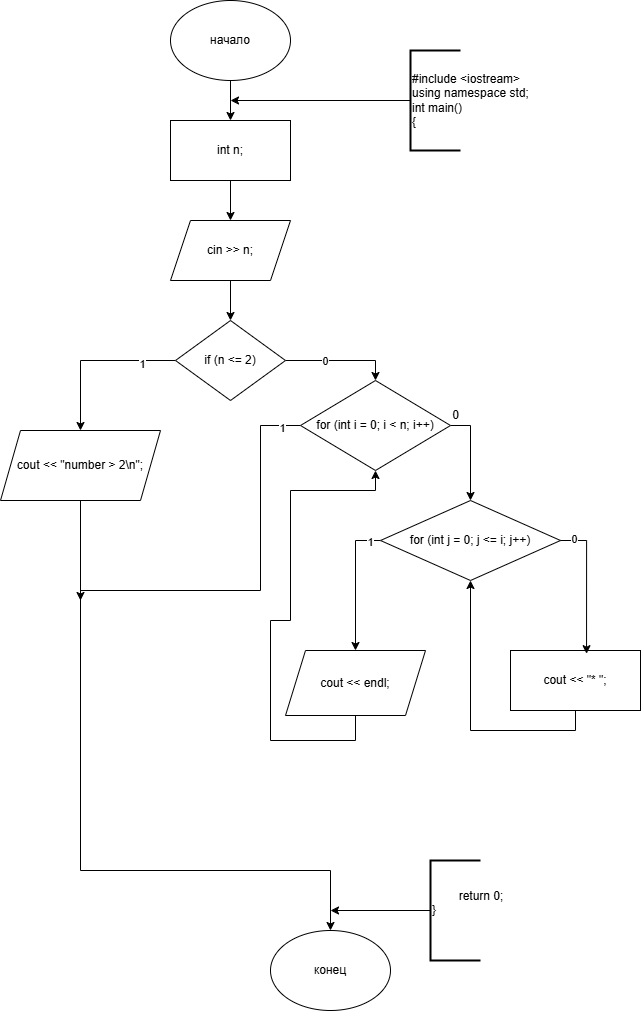 начало
#include <iostream>
using namespace std;
int main()
{
int n;
cin >> n;
if (n <= 2)
1
0
for (int i = 0; i < n; i++)
1
0
cout << "number > 2\n";
for (int j = 0; j <= i; j++)
1
0
cout << endl;
cout << "* ";
return 0;
}
конец